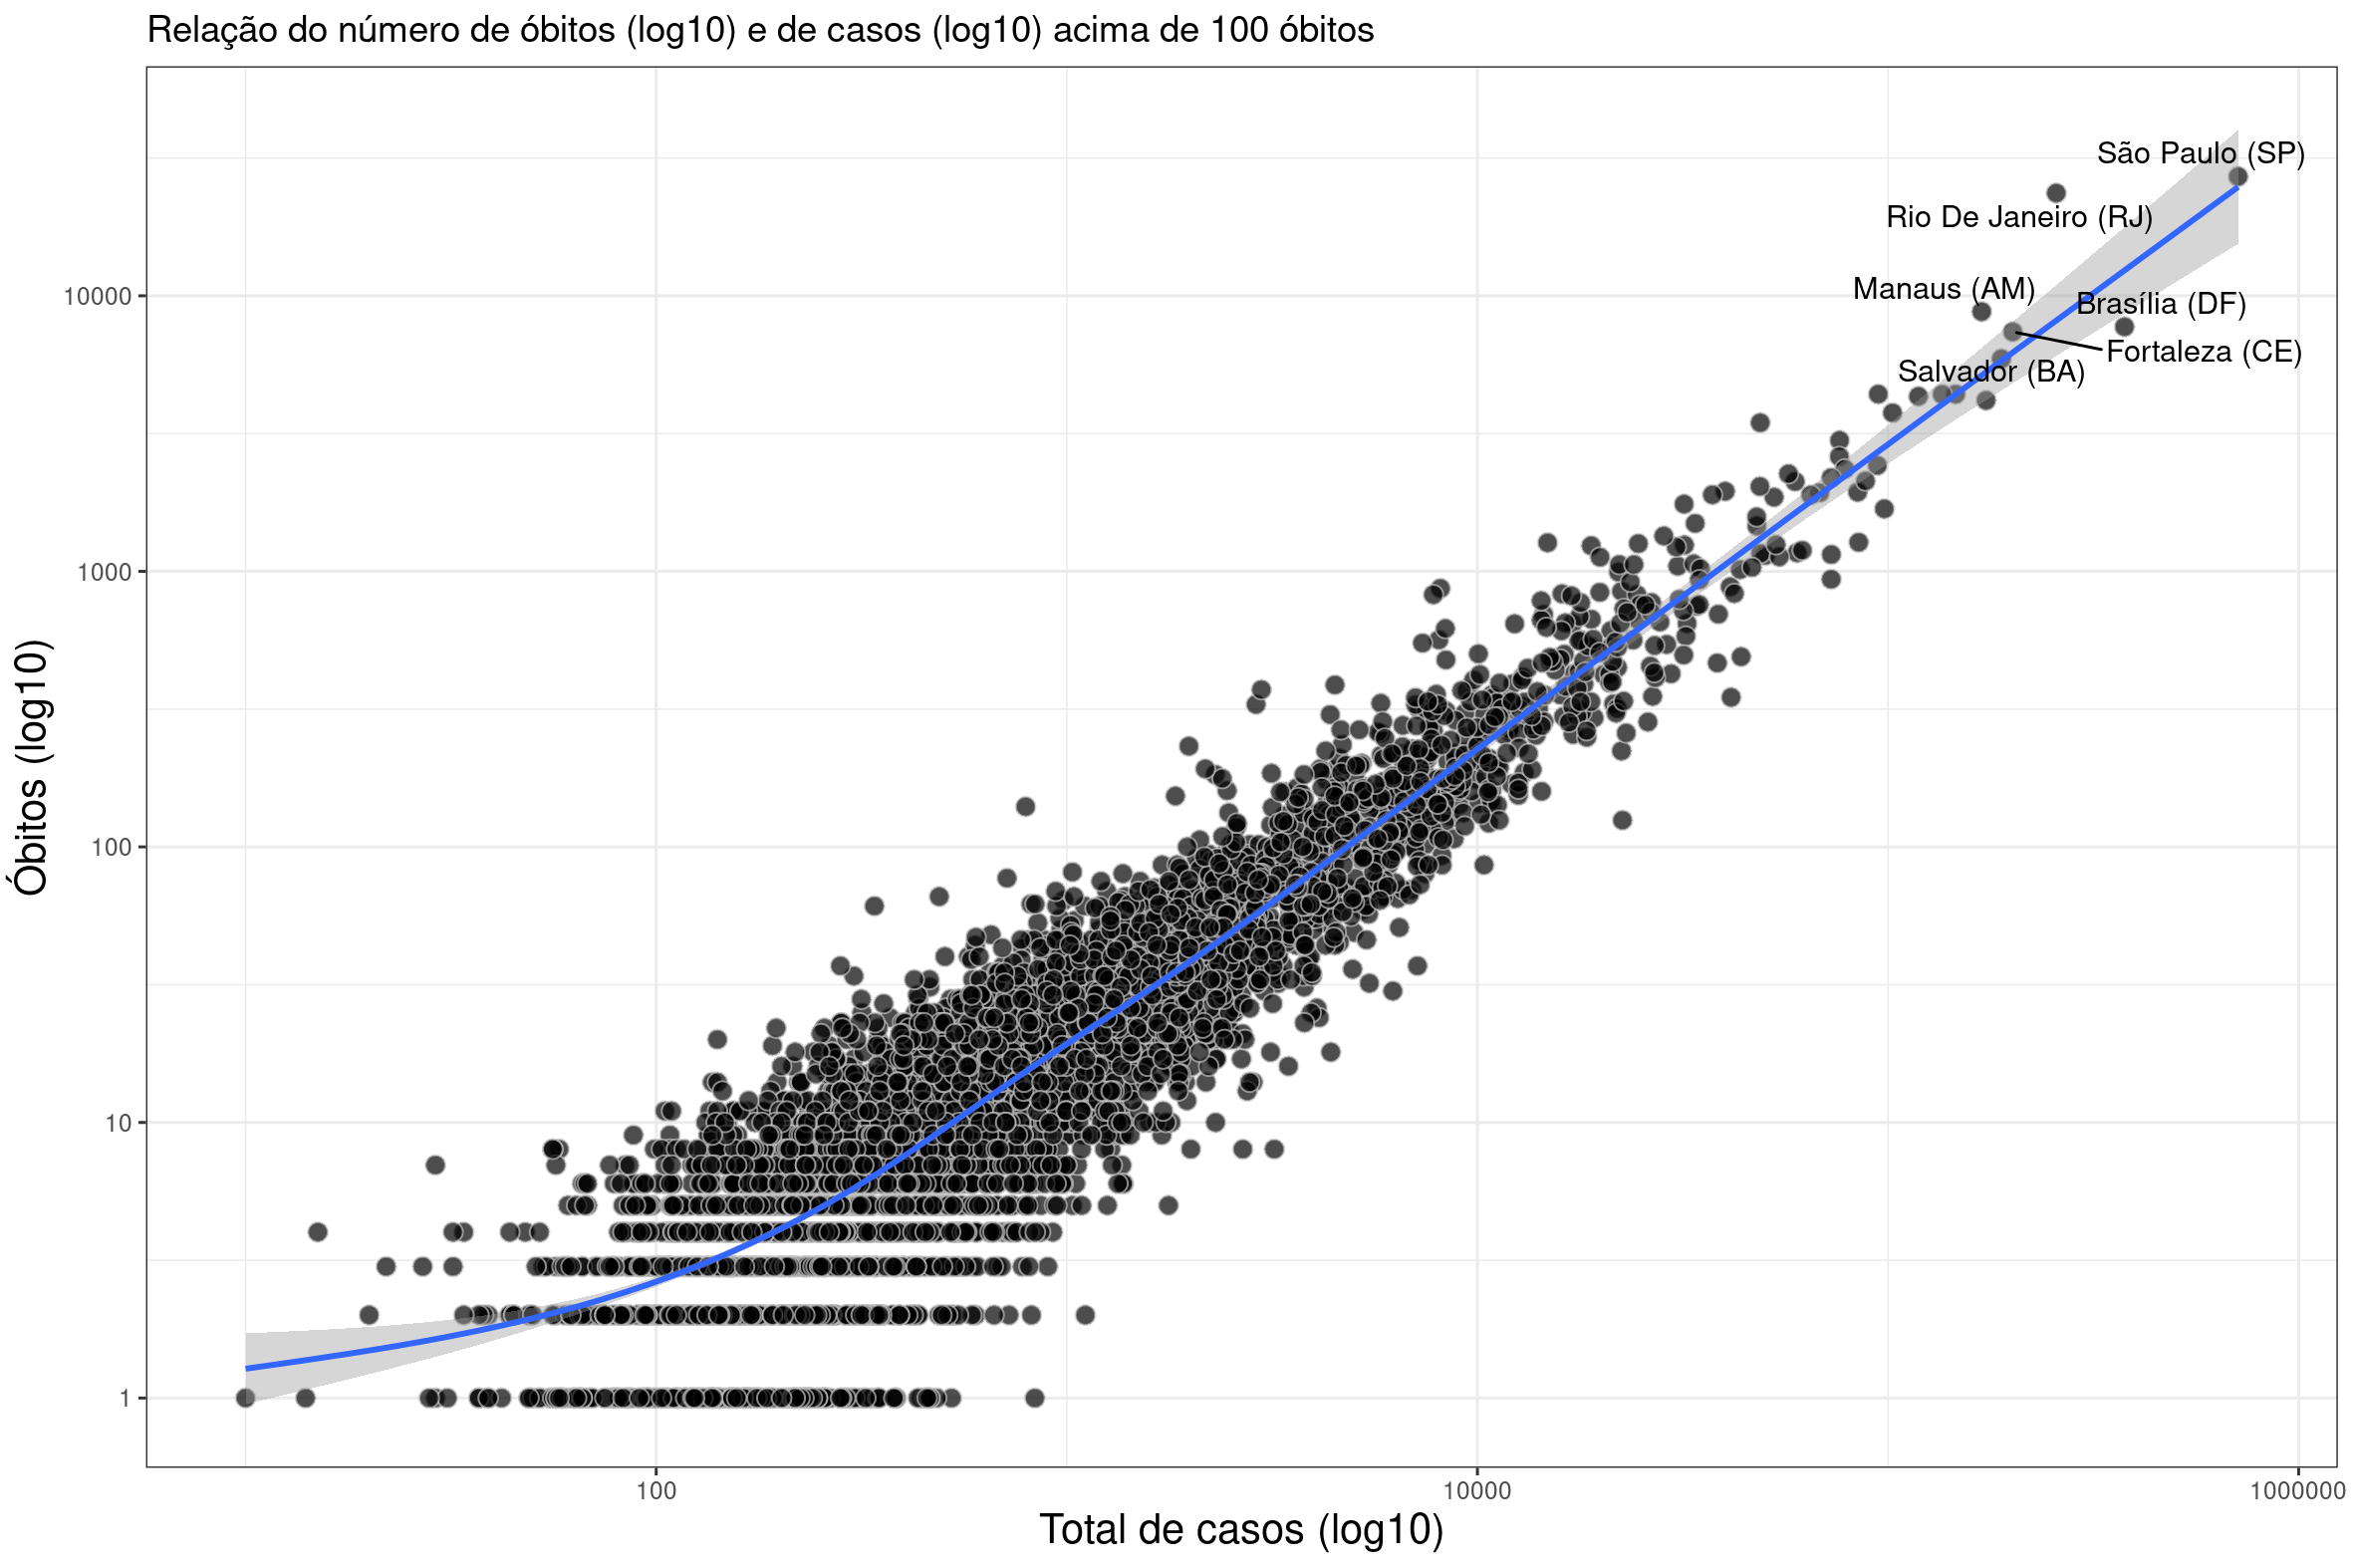 Relação do número de óbitos (log10) e de casos (log10) acima de 100 óbitos
São Paulo (SP)
Rio De Janeiro (RJ)
Manaus (AM)
Brasília (DF)
Fortaleza (CE)
Salvador (BA)
10000
1000
100
10
1
Óbitos (log10)
100
10000
1000000
Total de casos (log10)